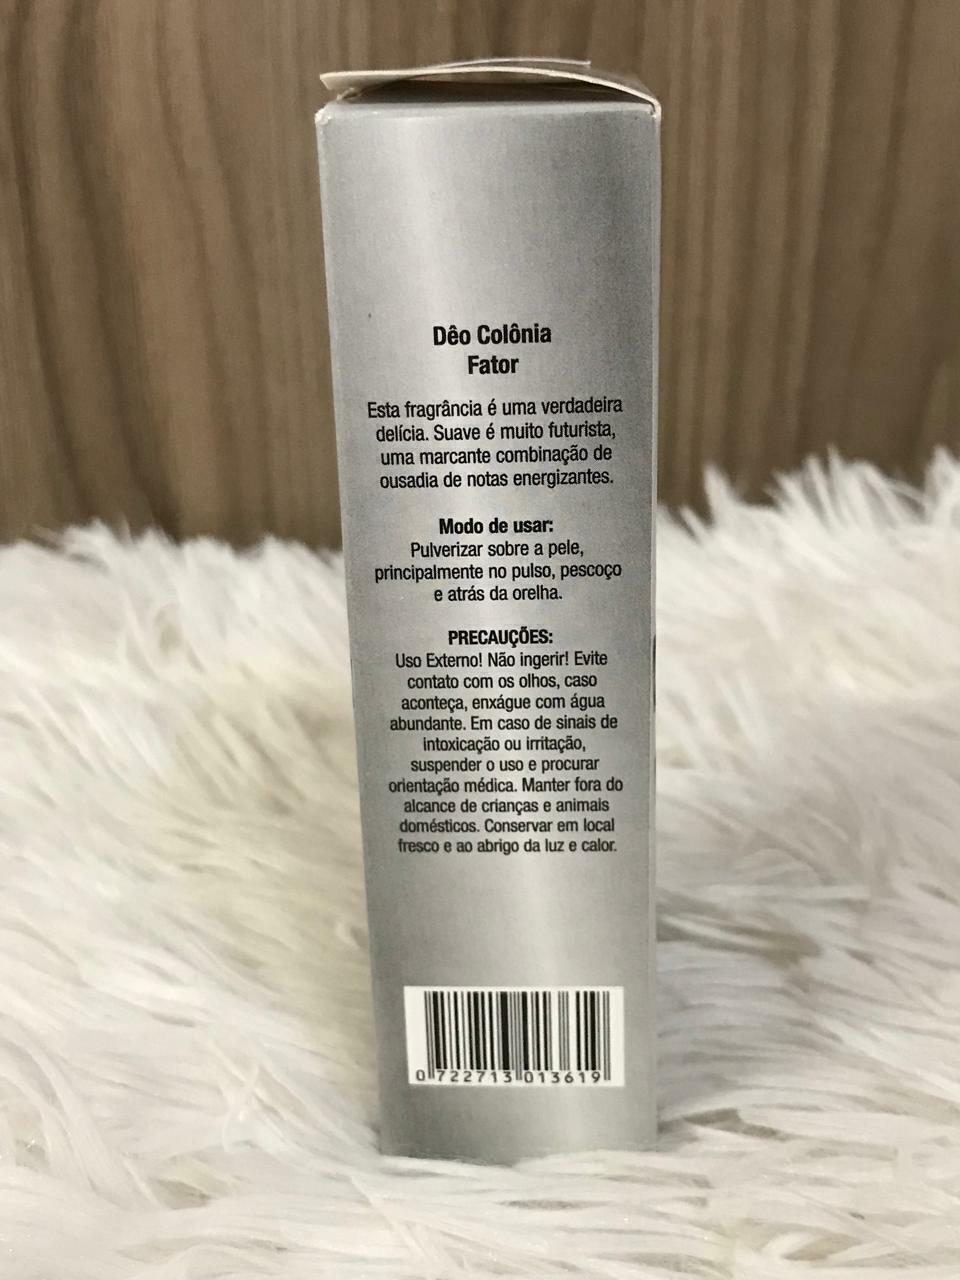 Dêo Colônia
Fator
Esta fragrância é uma verdadeira
delícia. Suave é muito futurista,
uma marcante combinação de
ousadia de notas energizantes.
Modo de usar:
Pulverizar sobre a pele,
principalmente no pulso, pescoço
e atrás da orelha.
PRECAUÇÕES:
Uso Externo! Não ingerir! Evite
contato com os olhos, caso
aconteça, enxágue com água
abundante. Em caso de sinais de
intoxicação ou irritação,
suspender o uso e procurar
orientação médica. Manter fora do
alcance de crianças e animais
domésticos. Conservar em local
fresco e ao abrigo da luz e calor.
0 722713 013619